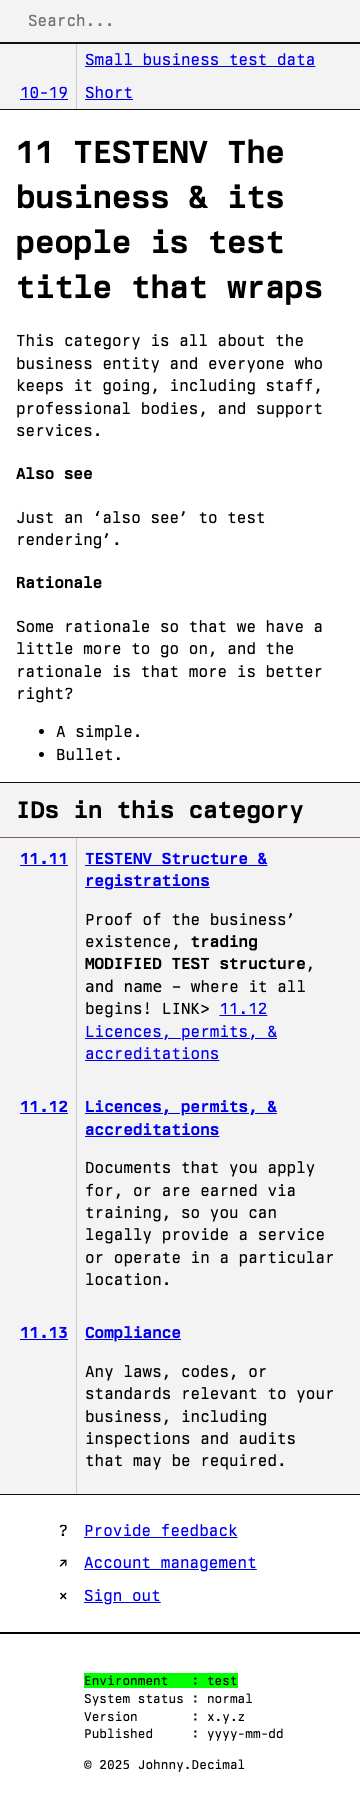 Search...
Small business test data
10-19 Short
11 TESTENV The
business & its
people is test
title that wraps
This category is all about the
business entity and everyone who
keeps it going, including staff,
professional bodies, and support
services.
Also see
Just an ‘also see’ to test
rendering’.
Rationale
Some rationale so that we have a
little more to go on, and the
rationale is that more is better
right?
• A simple.
• Bullet.
IDs in this category
11.11 TESTENV Structure &
registrations
Proof of the business’
existence, trading
MODIFIED TEST structure,
and name – where it all
begins! LINK> 11.12
Licences, permits, &
accreditations
11.12 Licences, permits, &
accreditations
Documents that you apply
for, or are earned via
training, so you can
legally provide a service
or operate in a particular
location.
11.13 Compliance
Any laws, codes, or
standards relevant to your
business, including
inspections and audits
that may be required.
? Provide feedback
↗ Account management
× Sign out
Environment : test
System status : normal
Version : x.y.z
Published : yyyy-mm-dd
© 2025 Johnny.Decimal